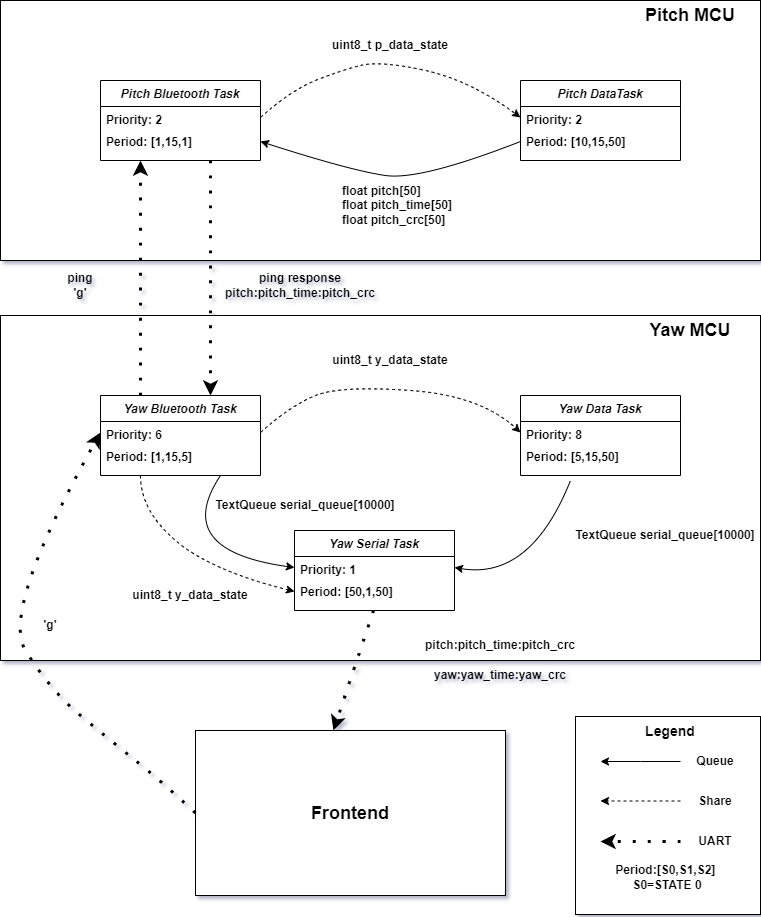 Pitch MCU
uint8_t p_data_state
Pitch Bluetooth Task
Priority: 2
Period: [1,15,1]
Pitch DataTask
Priority: 2
Period: [10,15,50]
float pitch[50]
float pitch_time[50]
float pitch_crc[50]
ping
'g'
ping response
pitch:pitch_time:pitch_crc
Yaw MCU
uint8_t y_data_state
Yaw Bluetooth Task
Priority: 6
Period: [1,15,5]
Yaw Data Task
Priority: 8
Period: [5,15,50]
TextQueue serial_queue[10000]
TextQueue serial_queue[10000]
Yaw Serial Task
Priority: 1
Period: [50,1,50]
uint8_t y_data_state
'g'
pitch:pitch_time:pitch_crc
yaw:yaw_time:yaw_crc
Frontend
Legend
Queue
Share
UART
Period:[S0,S1,S2]
S0=STATE 0